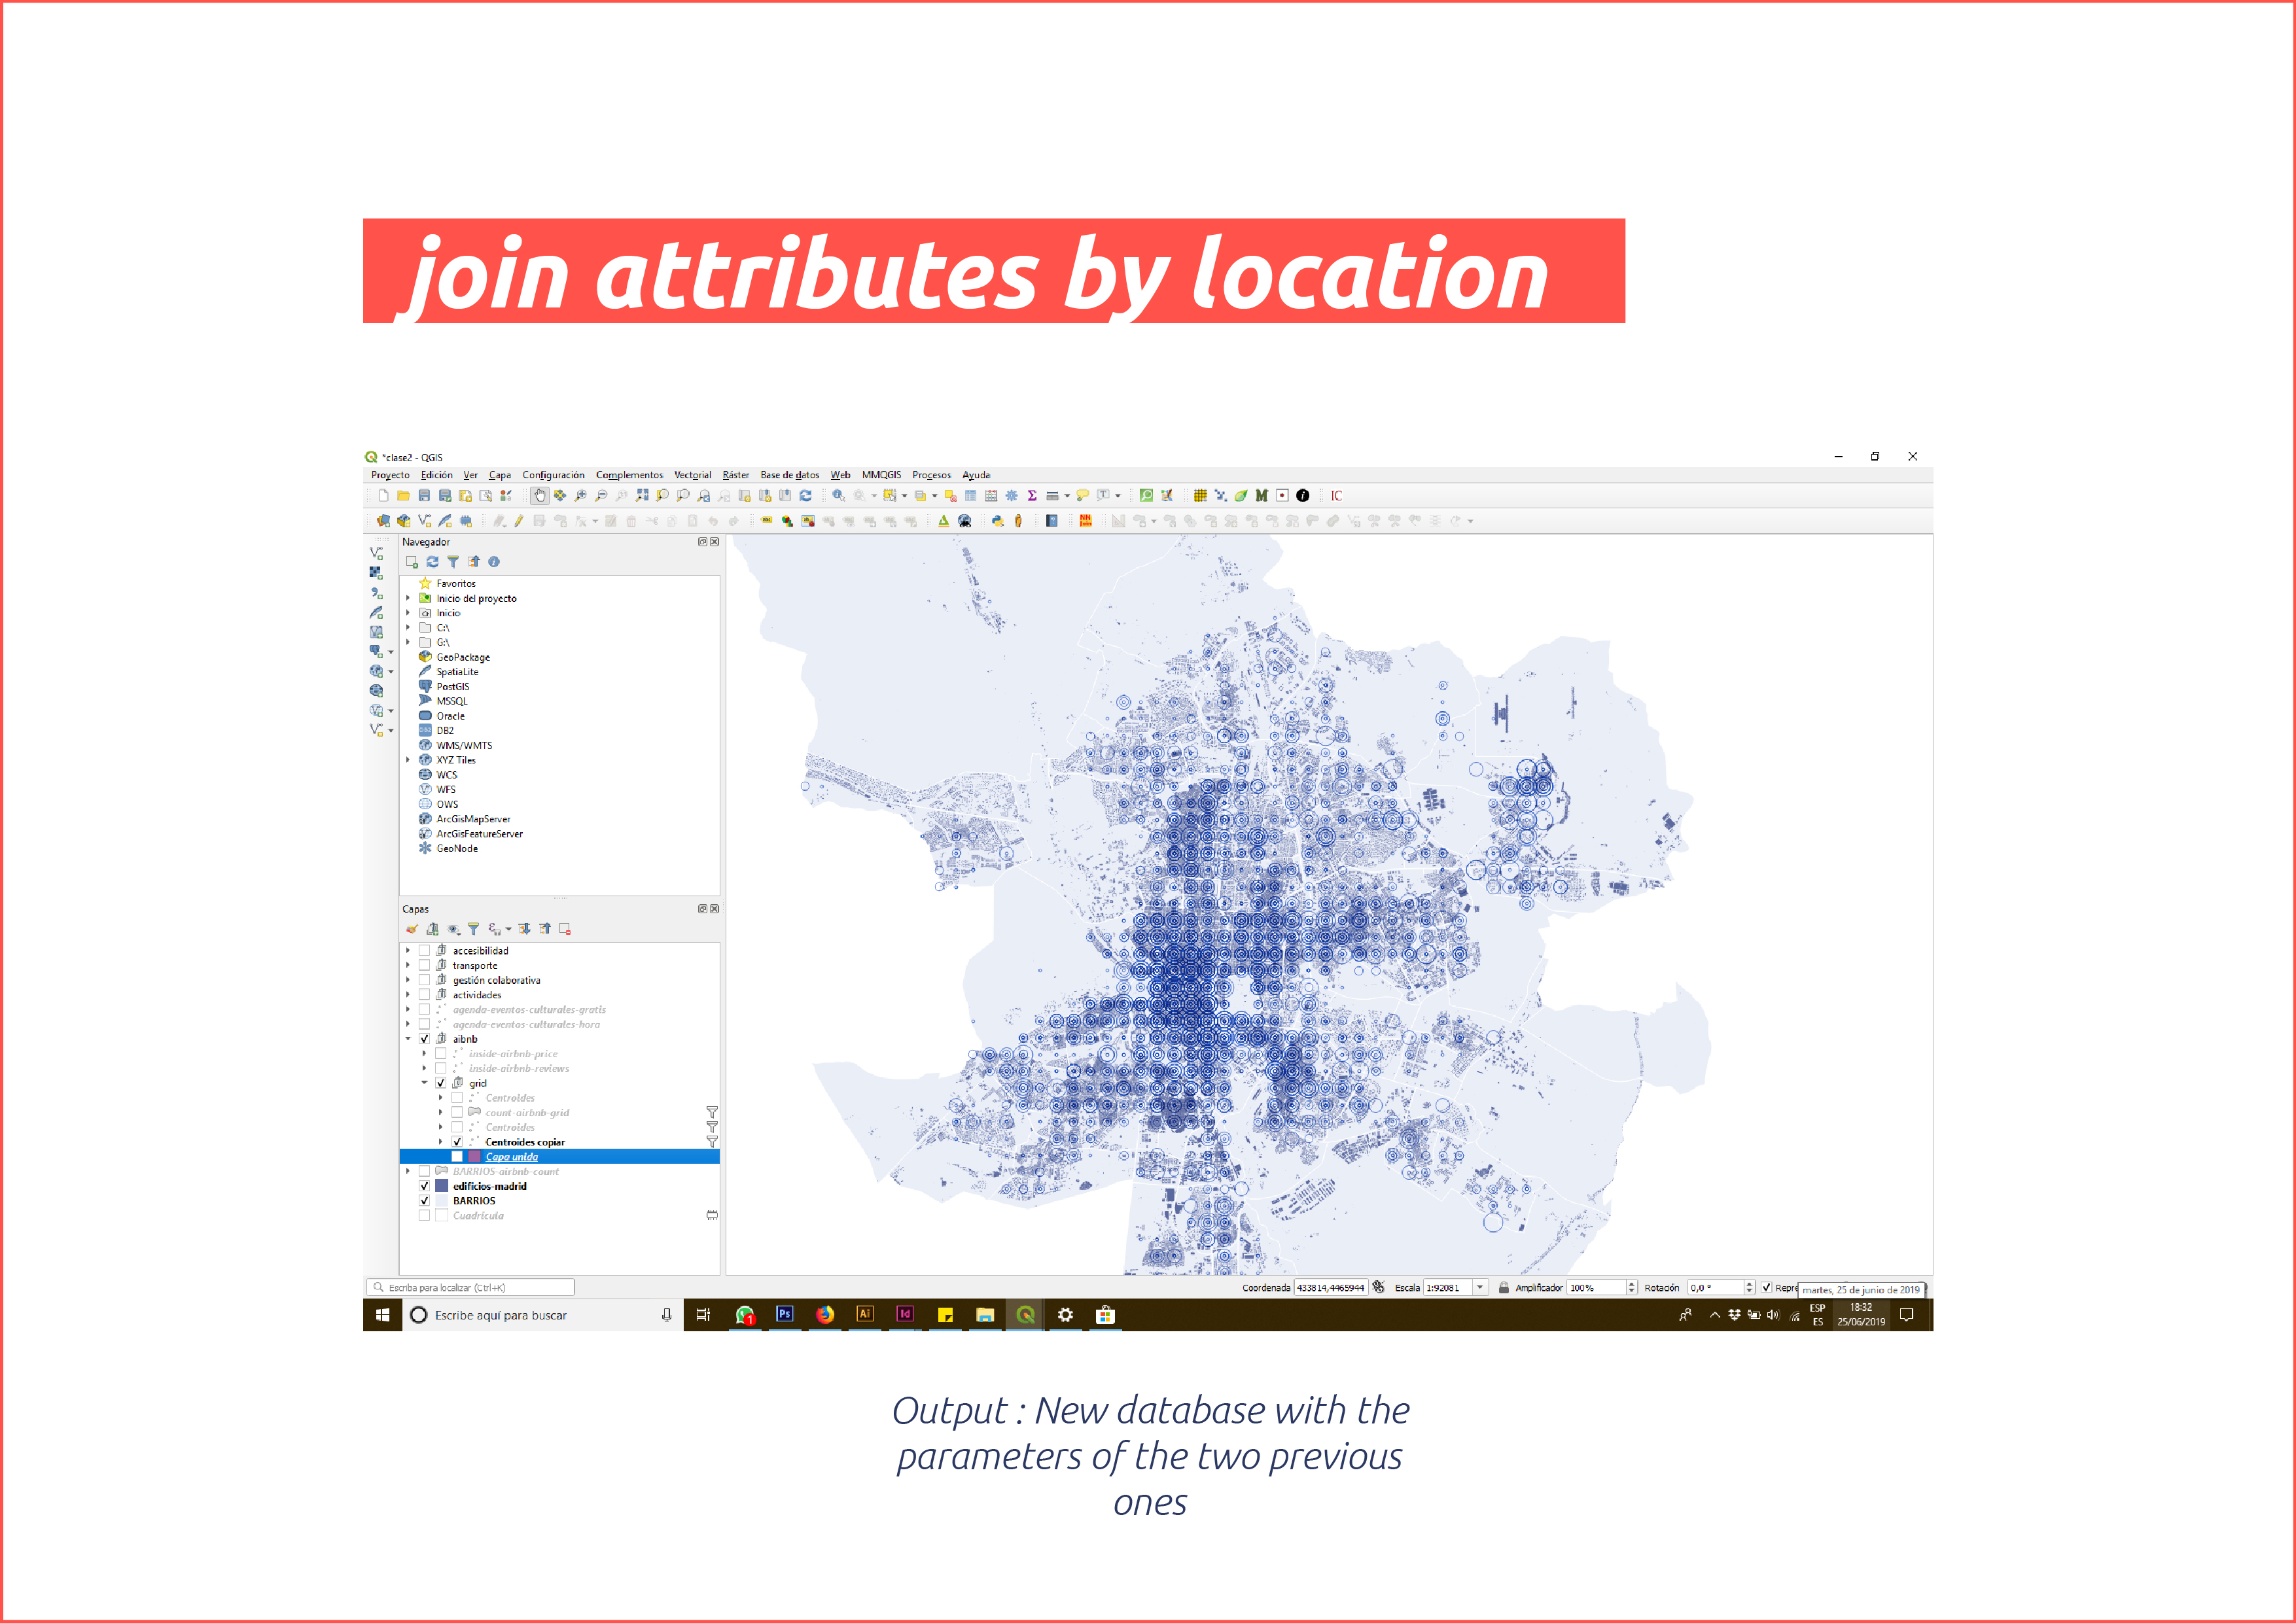 join attributes by location
*clase2 - QGIS
Proyecto Edición Ver Capa Configuración Complementos Vectorial Ráster Base de datos Web MMQGIS Procesos Ayuda
IC
Navegador
Favoritos
Inicio del proyecto
Inicio
C:\
G:\
GeoPackage
SpatiaLite
PostGIS
MSSQL
Oracle
DB2
WMS/WMTS
XYZ Tiles
WCS
WFS
OWS
ArcGisMapServer
ArcGisFeatureServer
GeoNode
Capas
accesibilidad
transporte
gestión colaborativa
actividades
agenda-eventos-culturales-gratis
agenda-eventos-culturales-hora
aibnb
inside-airbnb-price
inside-airbnb-reviews
grid
Centroides
count-airbnb-grid
Centroides
Centroides copiar
Capa unida
BARRIOS-airbnb-count
edificios-madrid
BARRIOS
Cuadrícula
Escriba para localizar (Ctrl+K)
Coordenada 433814,4465944 Escala 1:92081 Amplificador 100% Rotación 0,0 ° Repre martes, 25 de junio de 2019
Escribe aquí para buscar
1 Ps Ai Id
ESP 18:32
ES 25/06/2019
Output : New database with the
parameters of the two previous
ones